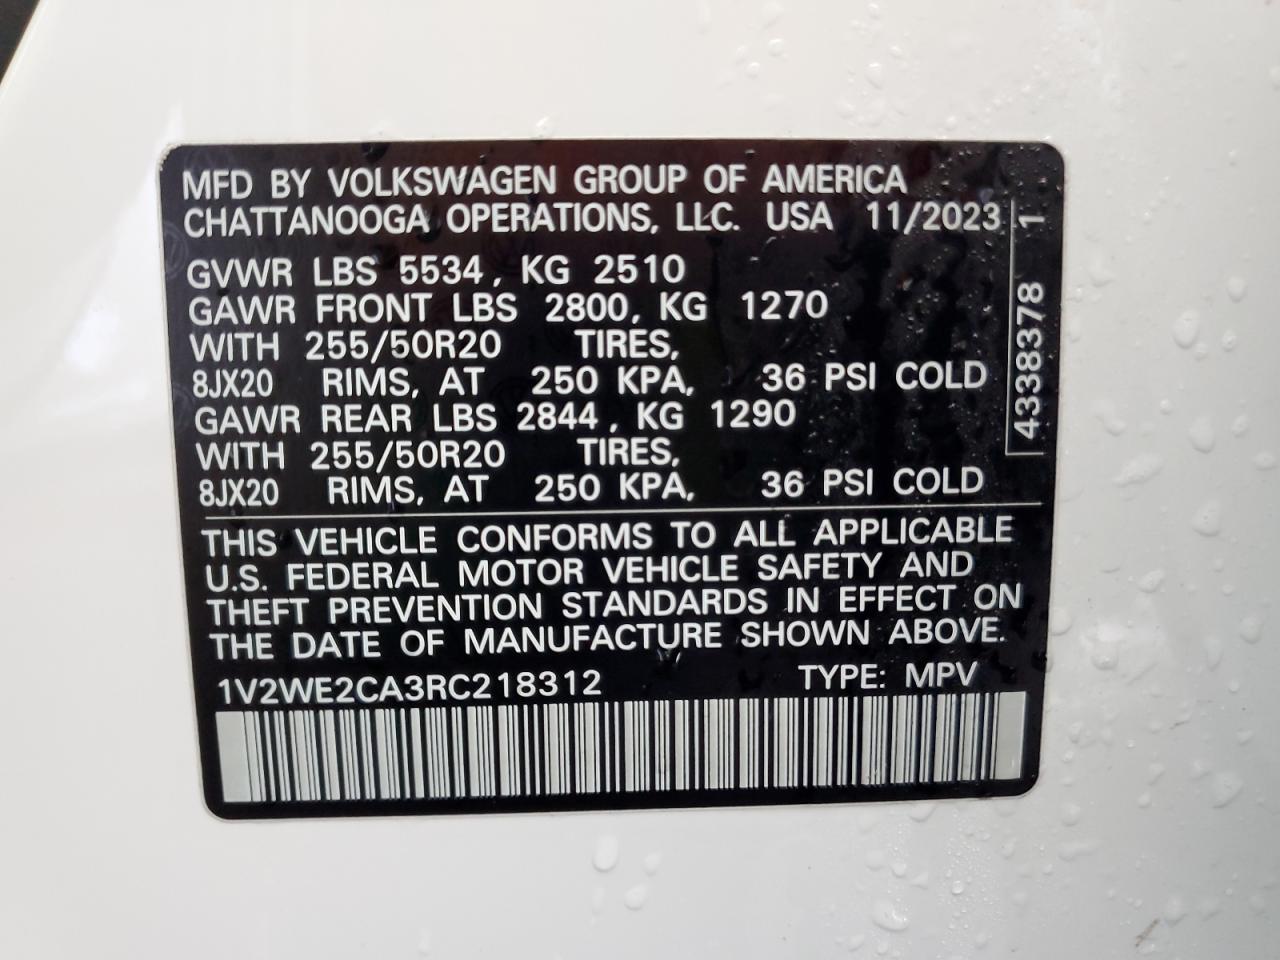 MFD BY VOLKSWAGEN GROUP OF AMERICA
CHATTANOOGA OPERATIONS, LLC. USA 11/2023
GVWR LBS 5534, KG 2510
GAWR FRONT LBS 2800, KG 1270
WITH 255/50R20 TIRES,
8JX20 RIMS, AT 250 KPA, 36 PSI COLD
GAWR REAR LBS 2844, KG 1290
WITH 255/50R20 TIRES,
8JX20 RIMS, AT 250 KPA, 36 PSI COLD
4338378 1
THIS VEHICLE CONFORMS TO ALL APPLICABLE
U.S. FEDERAL MOTOR VEHICLE SAFETY AND
THEFT PREVENTION STANDARDS IN EFFECT ON
THE DATE OF MANUFACTURE SHOWN ABOVE.
1V2WE2CA3RC218312 TYPE: MPV